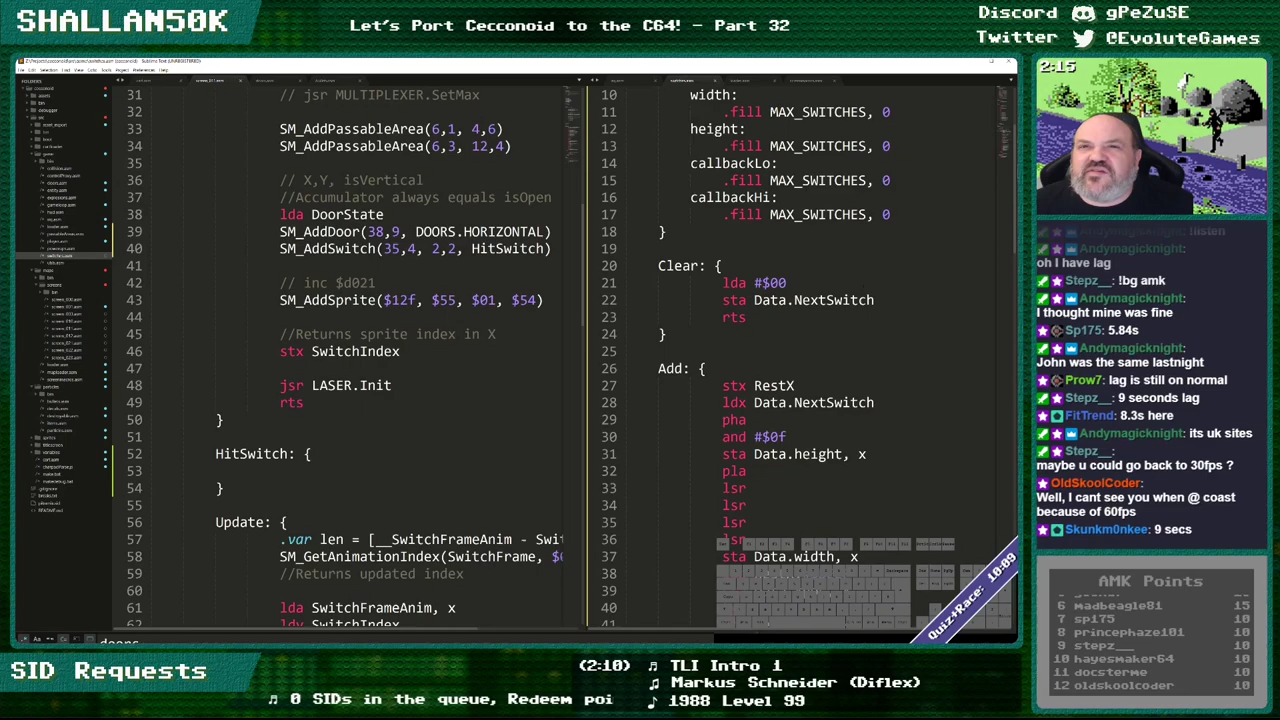 SHALLAN50K
Let's Port Cecconoid to the C64! - Part 32
Discord gPeZuSE
Twitter @EvoluteGames
31 // jsr MULTIPLEXER.SetMax
32
33 SM_AddPassableArea(6,1, 4,6)
34 SM_AddPassableArea(6,3, 12,4)
35
36 // X,Y, isVertical
37 //Accumulator always equals isOpen
38 lda DoorState
39 SM_AddDoor(38,9, DOORS.HORIZONTAL)
40 SM_AddSwitch(35,4, 2,2, HitSwitch)
41
42 // inc $d021
43 SM_AddSprite($12f, $55, $81, $54)
44
45 //Returns sprite index in X
46 stx SwitchIndex
47
48 jsr LASER.Init
49 rts
50 }
51
52 HitSwitch: {
53
54 }
55
56 Update: {
57 .var len = [__SwitchFrameAnim - Swit
58 SM_GetAnimationIndex(SwitchFrame, $0
59 //Returns updated index
60
61 lda SwitchFrameAnim, x
62 ldy SwitchIndex
10 width:
11 .fill MAX_SWITCHES, 0
12 height:
13 .fill MAX_SWITCHES, 0
14 callbackLo:
15 .fill MAX_SWITCHES, 0
16 callbackHi:
17 .fill MAX_SWITCHES, 0
18 }
19
20 Clear: {
21 lda #$00
22 sta Data.NextSwitch
23 rts
24 }
25
26 Add: {
27 stx RestX
28 ldx Data.NextSwitch
29 pha
30 and #$0f
31 sta Data.height, x
32 pla
33 lsr
34 lsr
35 lsr
36 lsr
37 sta Data.width, x
38
39
40
41
2:15
Andymagicknight: !listen
Andymagicknight:
oh I have lag
Stepz__: !bg amk
Andymagicknight:
I thought mine was fine
Sp175: 5.84s
Andymagicknight:
John was the same lastnight
Prow7: lag is still on normal
Stepz__: 9 seconds lag
FitTrend: 8.3s here
Andymagicknight: its uk sites
Stepz__:
maybe u could go back to 30fps ?
OldSkoolCoder:
Well, I cant see you when @ coast
because of 60fps
Skunkm0nkee: 9 secs
Quiz+Race: 10-09
AMK Points
6 madbeagle81 15
7 sp175 10
8 princephaze101 10
9 stepz__ 10
10 hayesmaker64 10
11 docsterme 10
12 oldskoolcoder 10
SID Requests
0 SIDs in the queue, Redeem poi
(2:10) TLI Intro 1
Markus Schneider (Diflex)
1988 Level 99